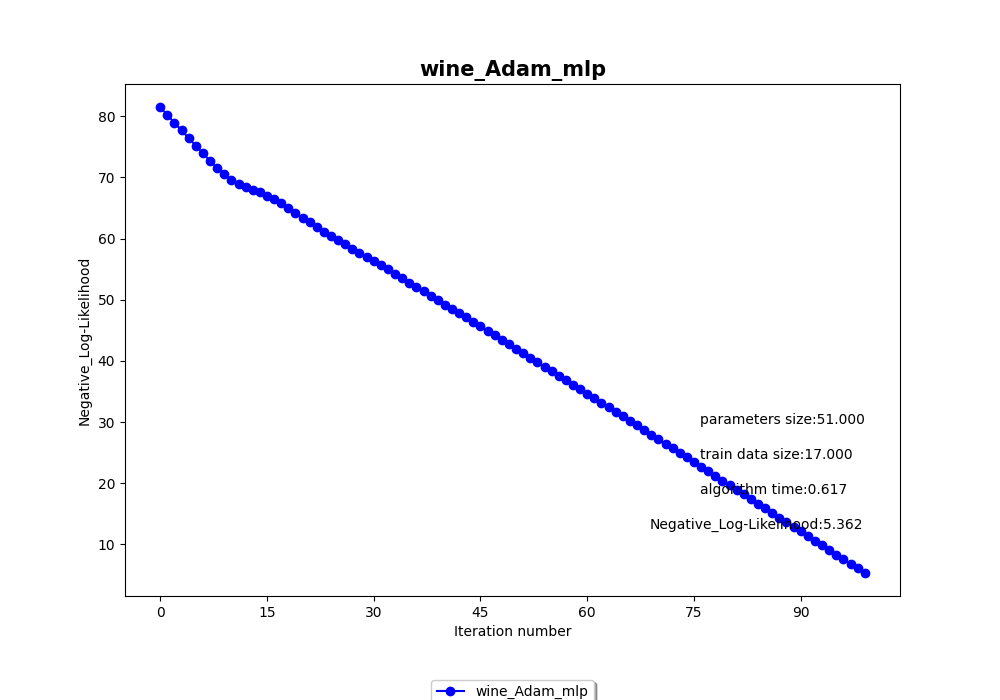 wine_Adam_mlp
80
70
60
50
40
30
20
10
Negative_Log-Likelihood
parameters size:51.000
train data size:17.000
algorithm time:0.617
Negative_Log-Likelihood:5.362
0 15 30 45 60 75 90
Iteration number
wine_Adam_mlp